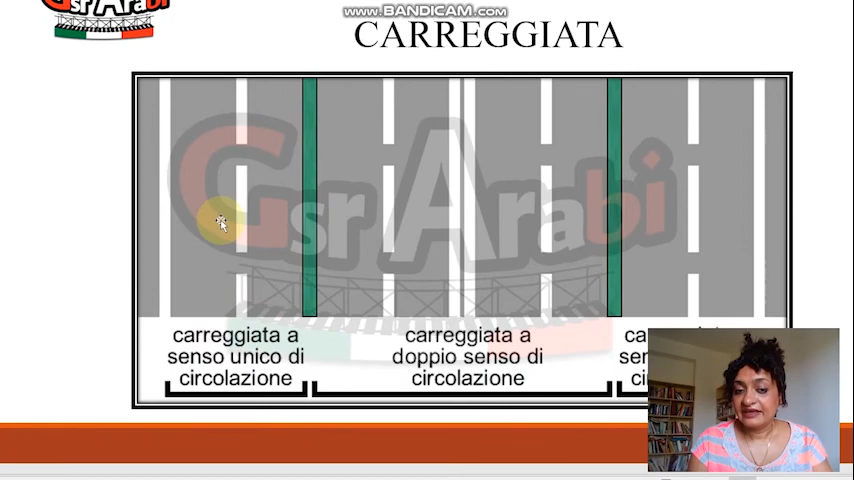 www.BANDICAM.com
Gsr Arabi
CARREGGIATA
Gsr Arabi
carreggiata a
senso unico di
circolazione
carreggiata a
doppio senso di
circolazione